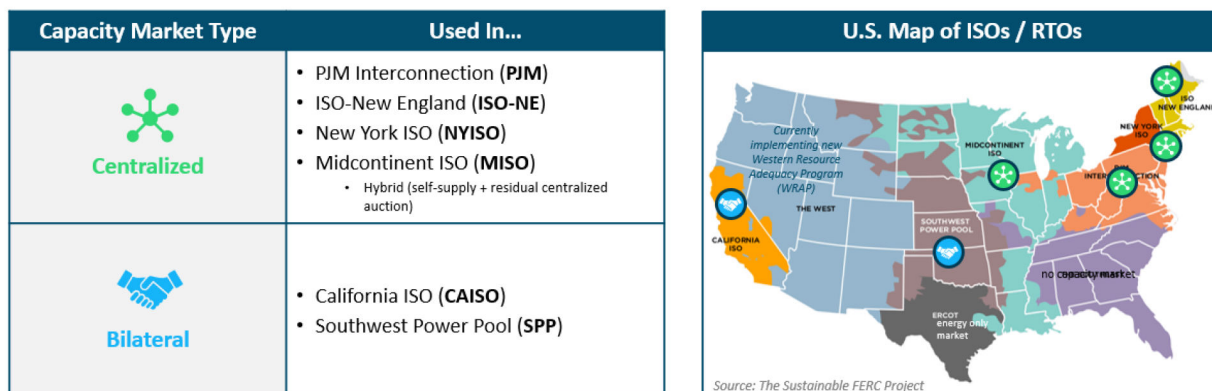 Capacity Market Type
Used In...
Centralized
• PJM Interconnection (PJM)
• ISO-New England (ISO-NE)
• New York ISO (NYISO)
• Midcontinent ISO (MISO)
• Hybrid (self-supply + residual centralized
auction)
Bilateral
• California ISO (CAISO)
• Southwest Power Pool (SPP)
U.S. Map of ISOs / RTOs
ISO
NEW ENGLAND
NEW YORK
ISO
Currently
implementing new
Western Resource
Adequacy Program
(WRAP)
MIDCONTINENT
ISO
THE WEST
SOUTHWEST
POWER POOL
CALIFORNIA
ISO
no capacity market
ERCOT
energy only
market
Source: The Sustainable FERC Project